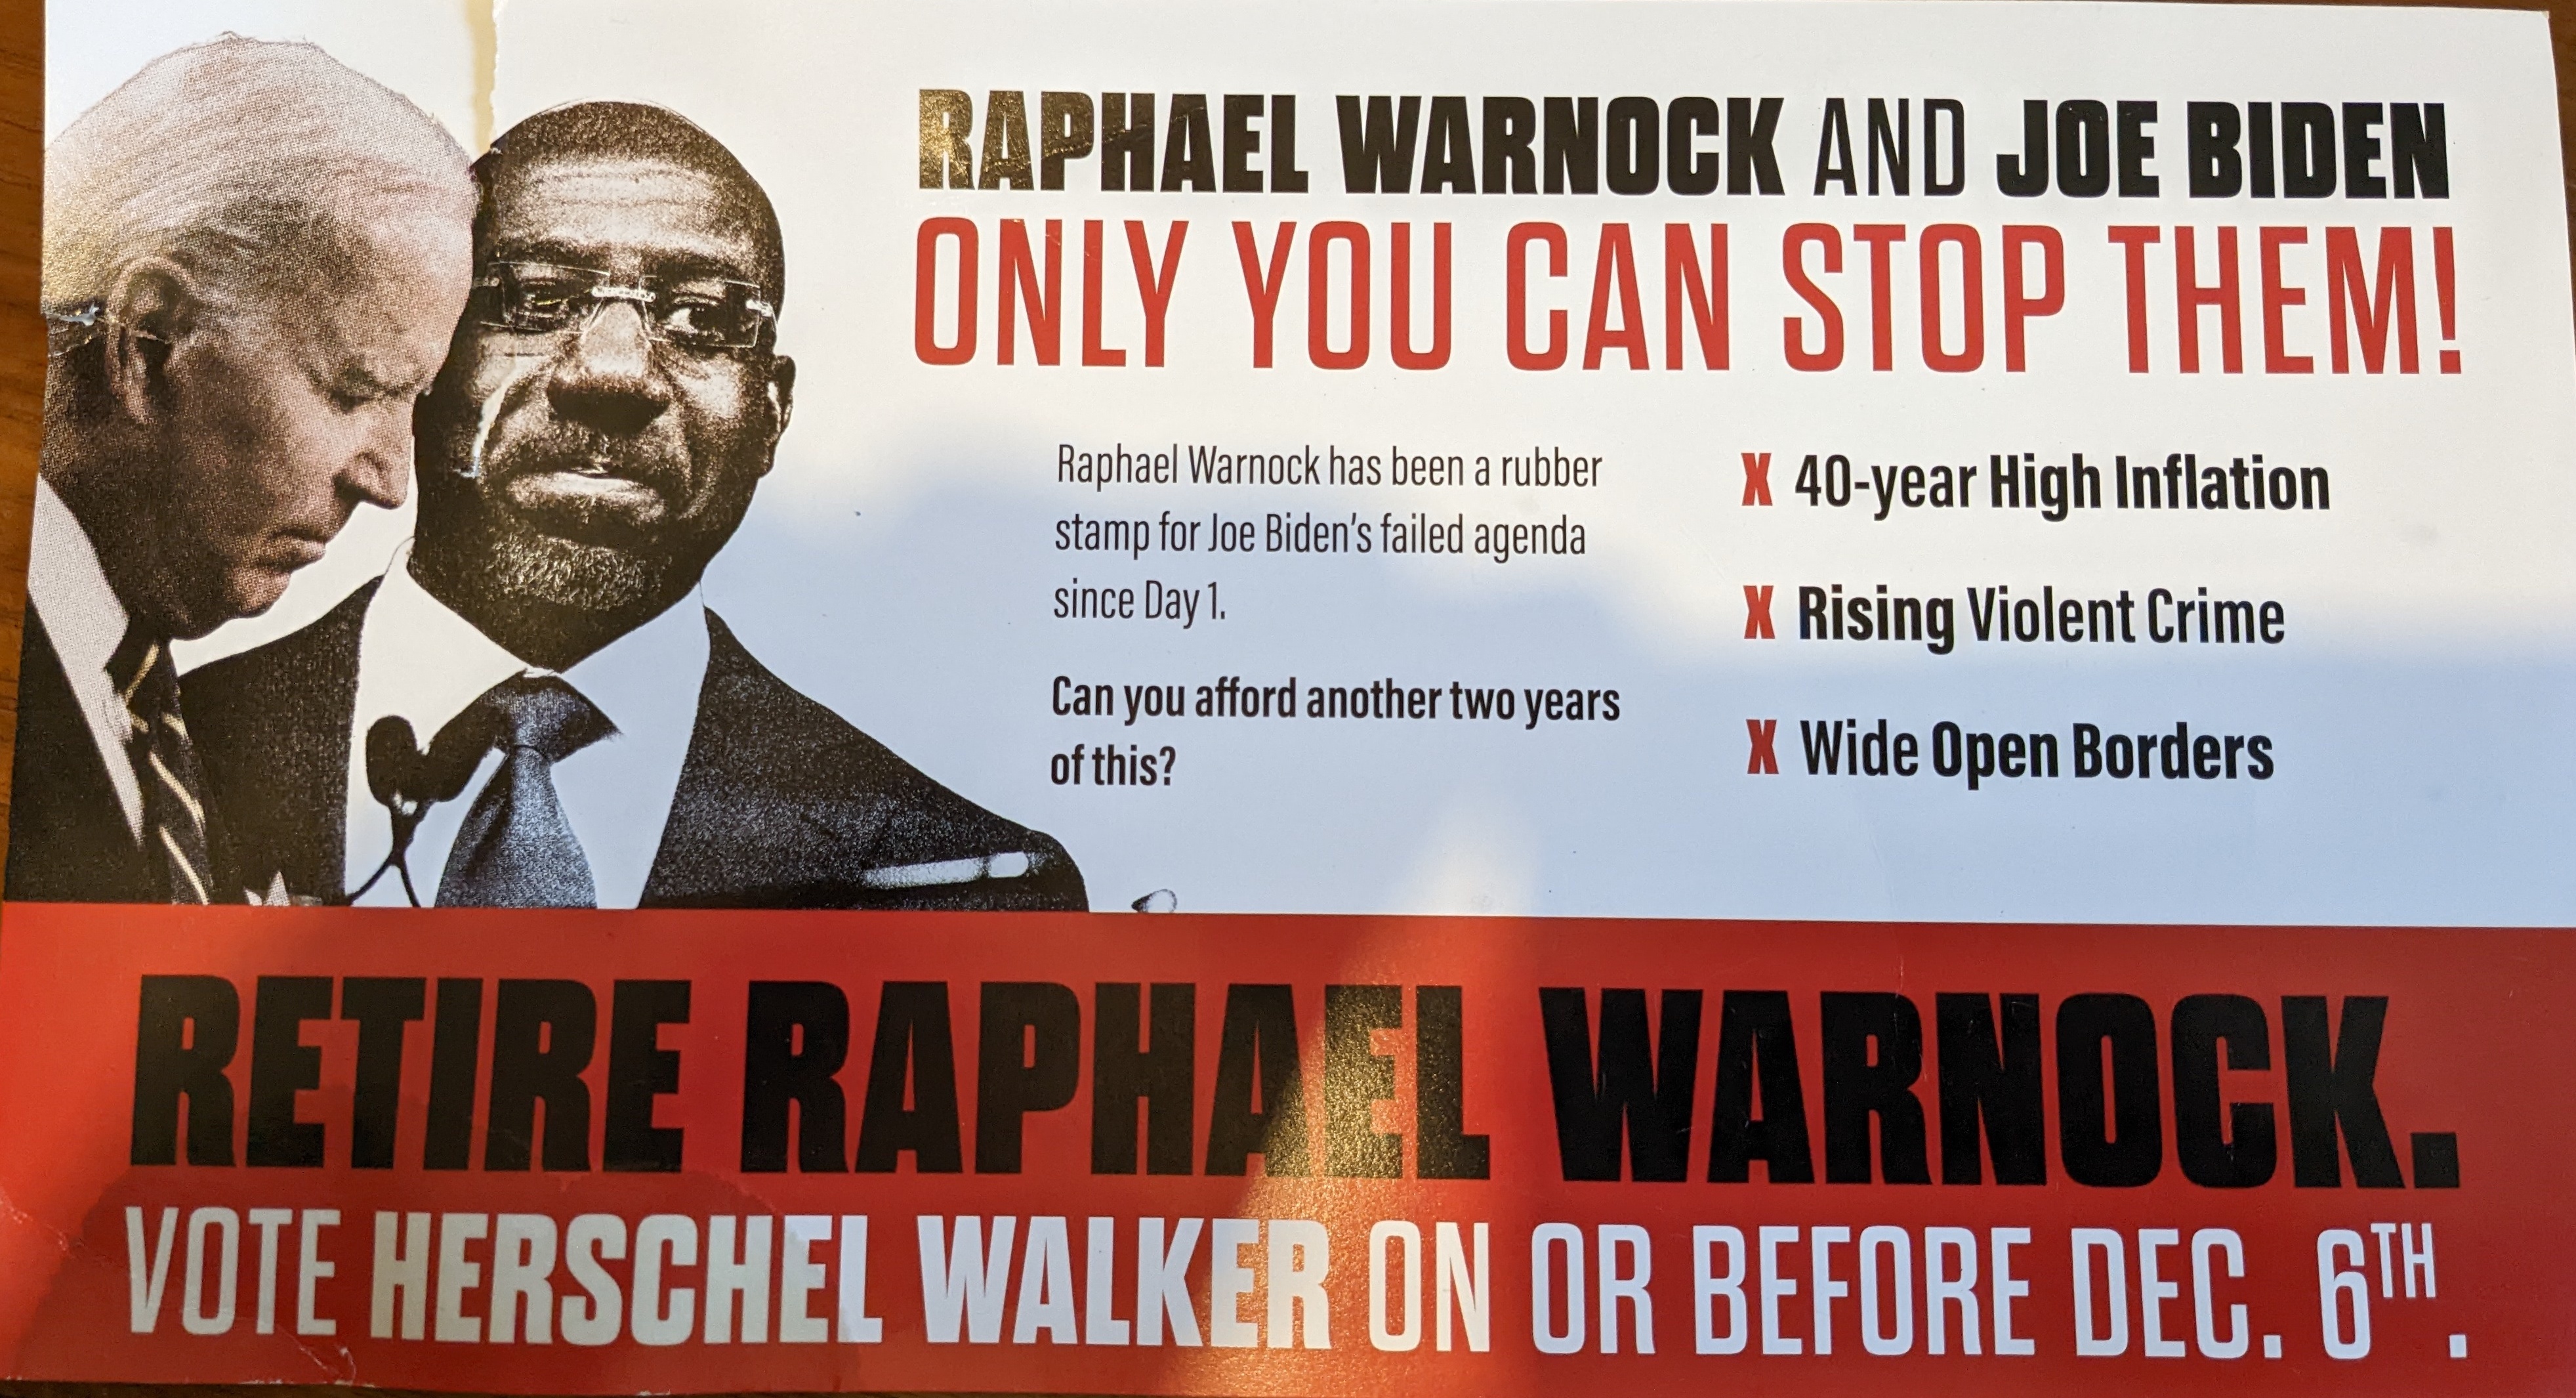 RAPHAEL WARNOCK AND JOE BIDEN
ONLY YOU CAN STOP THEM!
Raphael Warnock has been a rubber
stamp for Joe Biden's failed agenda
since Day 1.
Can you afford another two years
of this?
X 40-year High Inflation
X Rising Violent Crime
X Wide Open Borders
RETIRE RAPHAEL WARNOCK.
VOTE HERSCHEL WALKER ON OR BEFORE DEC. 6TH.